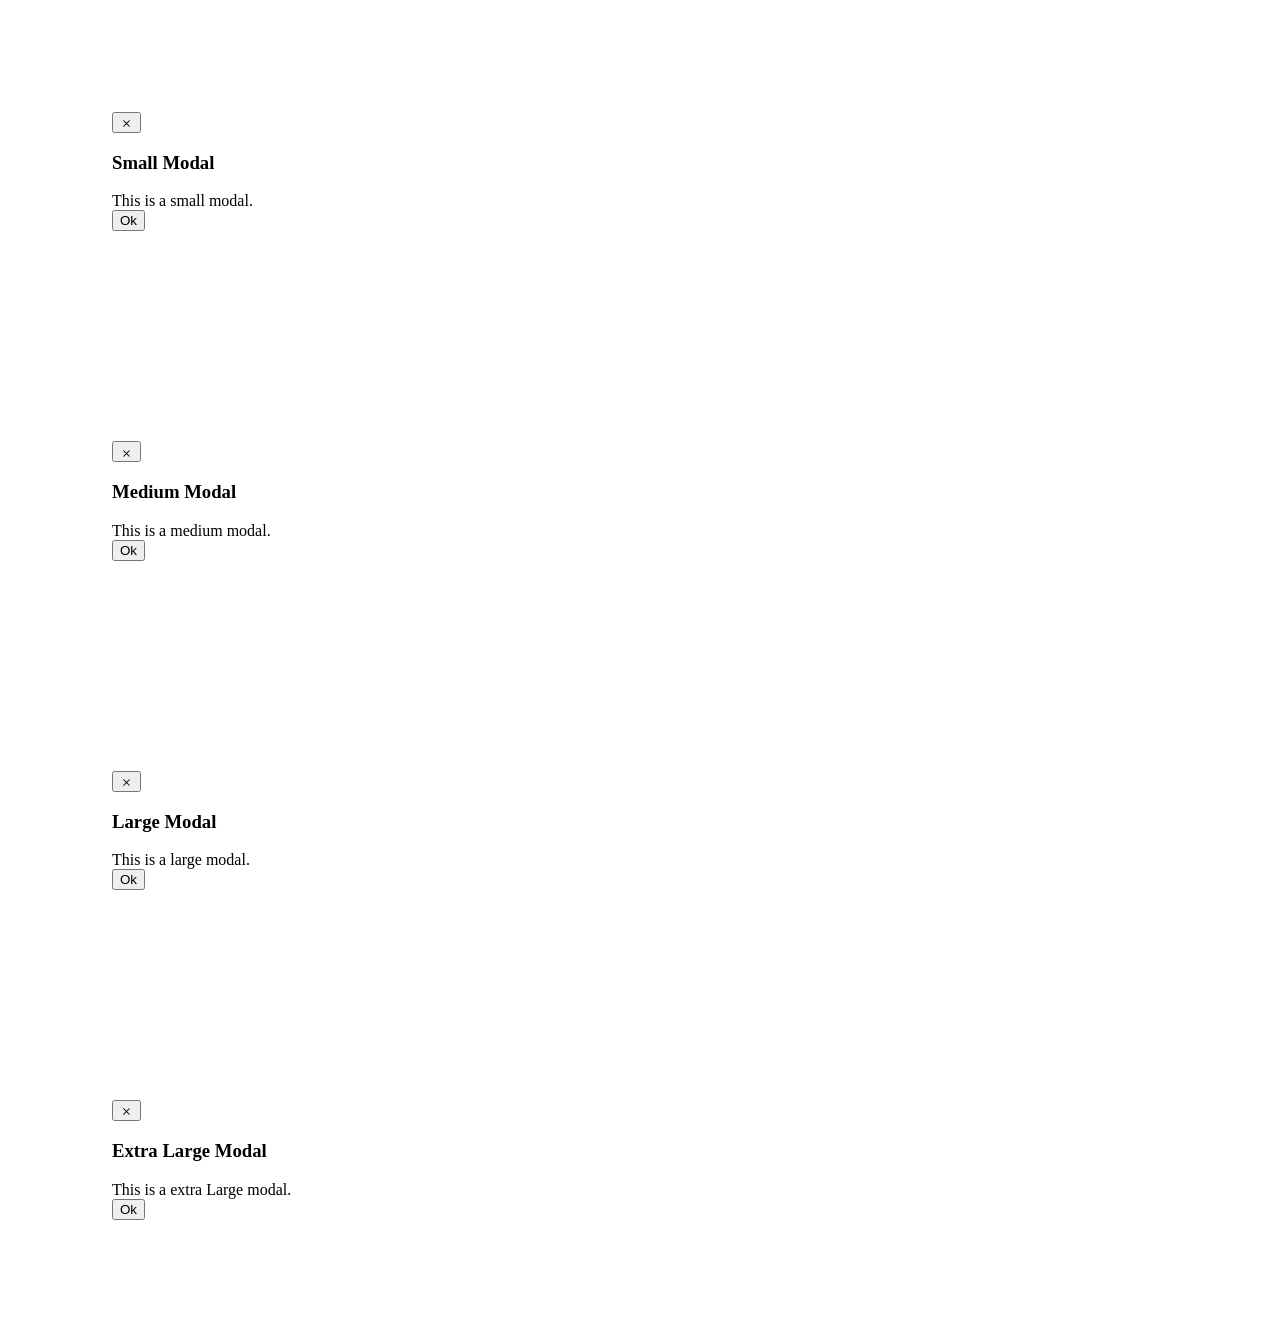 ×
Small Modal
This is a small modal.
Ok
×
Medium Modal
This is a medium modal.
Ok
×
Large Modal
This is a large modal.
Ok
×
Extra Large Modal
This is a extra Large modal.
Ok